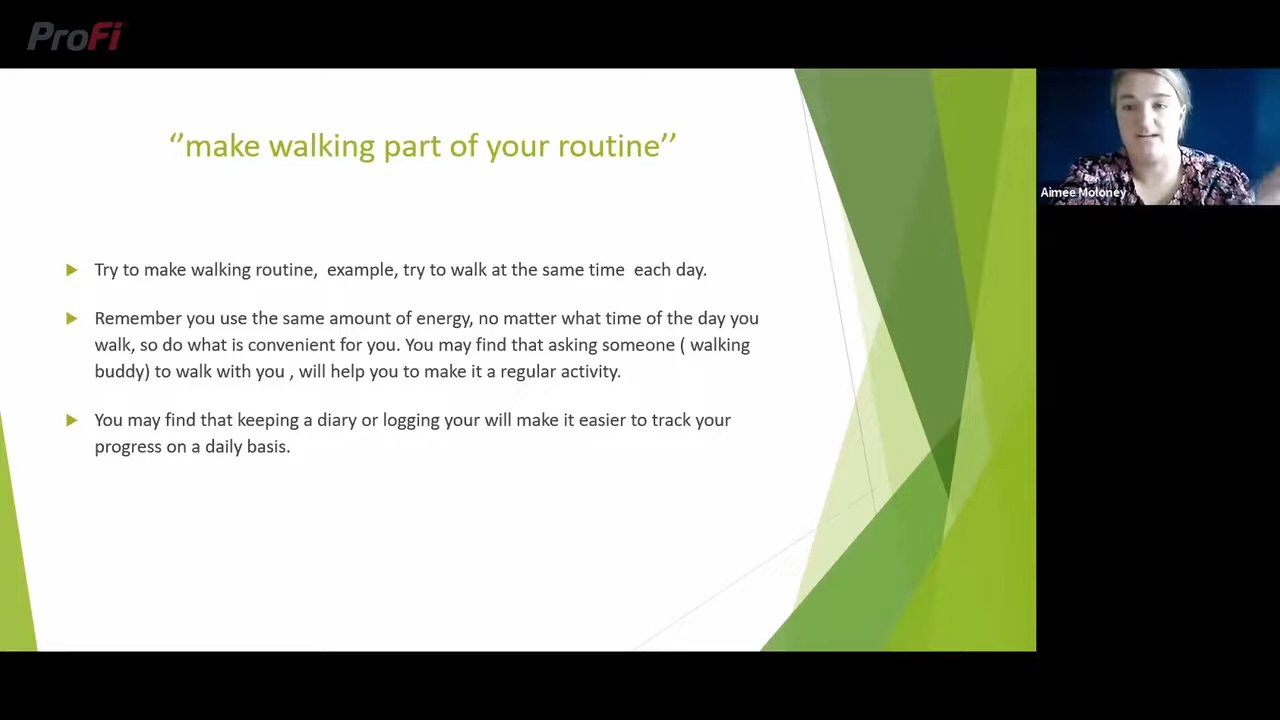 ProFi
‘’make walking part of your routine’’
Aimee Moloney
Try to make walking routine,  example, try to walk at the same time  each day.
Remember you use the same amount of energy, no matter what time of the day you
walk, so do what is convenient for you. You may find that asking someone ( walking
buddy) to walk with you , will help you to make it a regular activity.
You may find that keeping a diary or logging your will make it easier to track your
progress on a daily basis.